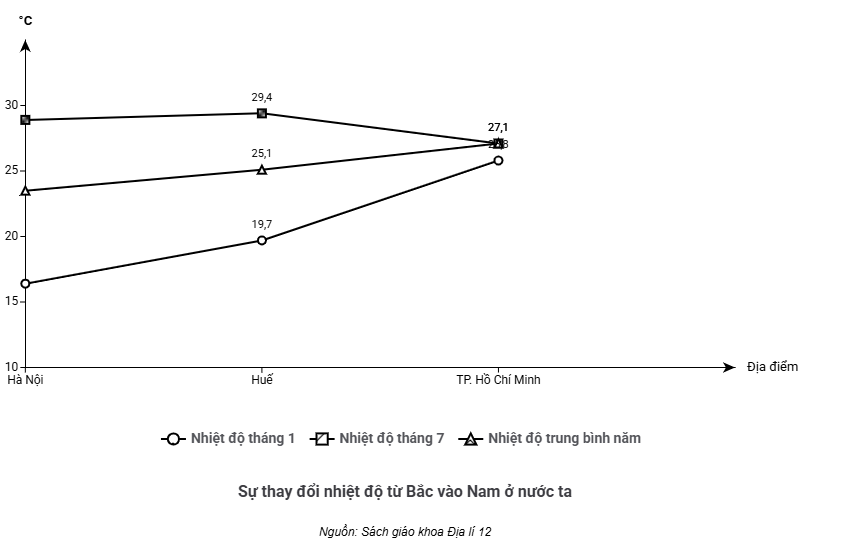 °C
30
29,4
27,1
25
25,1
20
19,7
15
10
Hà Nội Huế TP. Hồ Chí Minh Địa điểm
Nhiệt độ tháng 1 Nhiệt độ tháng 7 Nhiệt độ trung bình năm
Sự thay đổi nhiệt độ từ Bắc vào Nam ở nước ta
Nguồn: Sách giáo khoa Địa lí 12